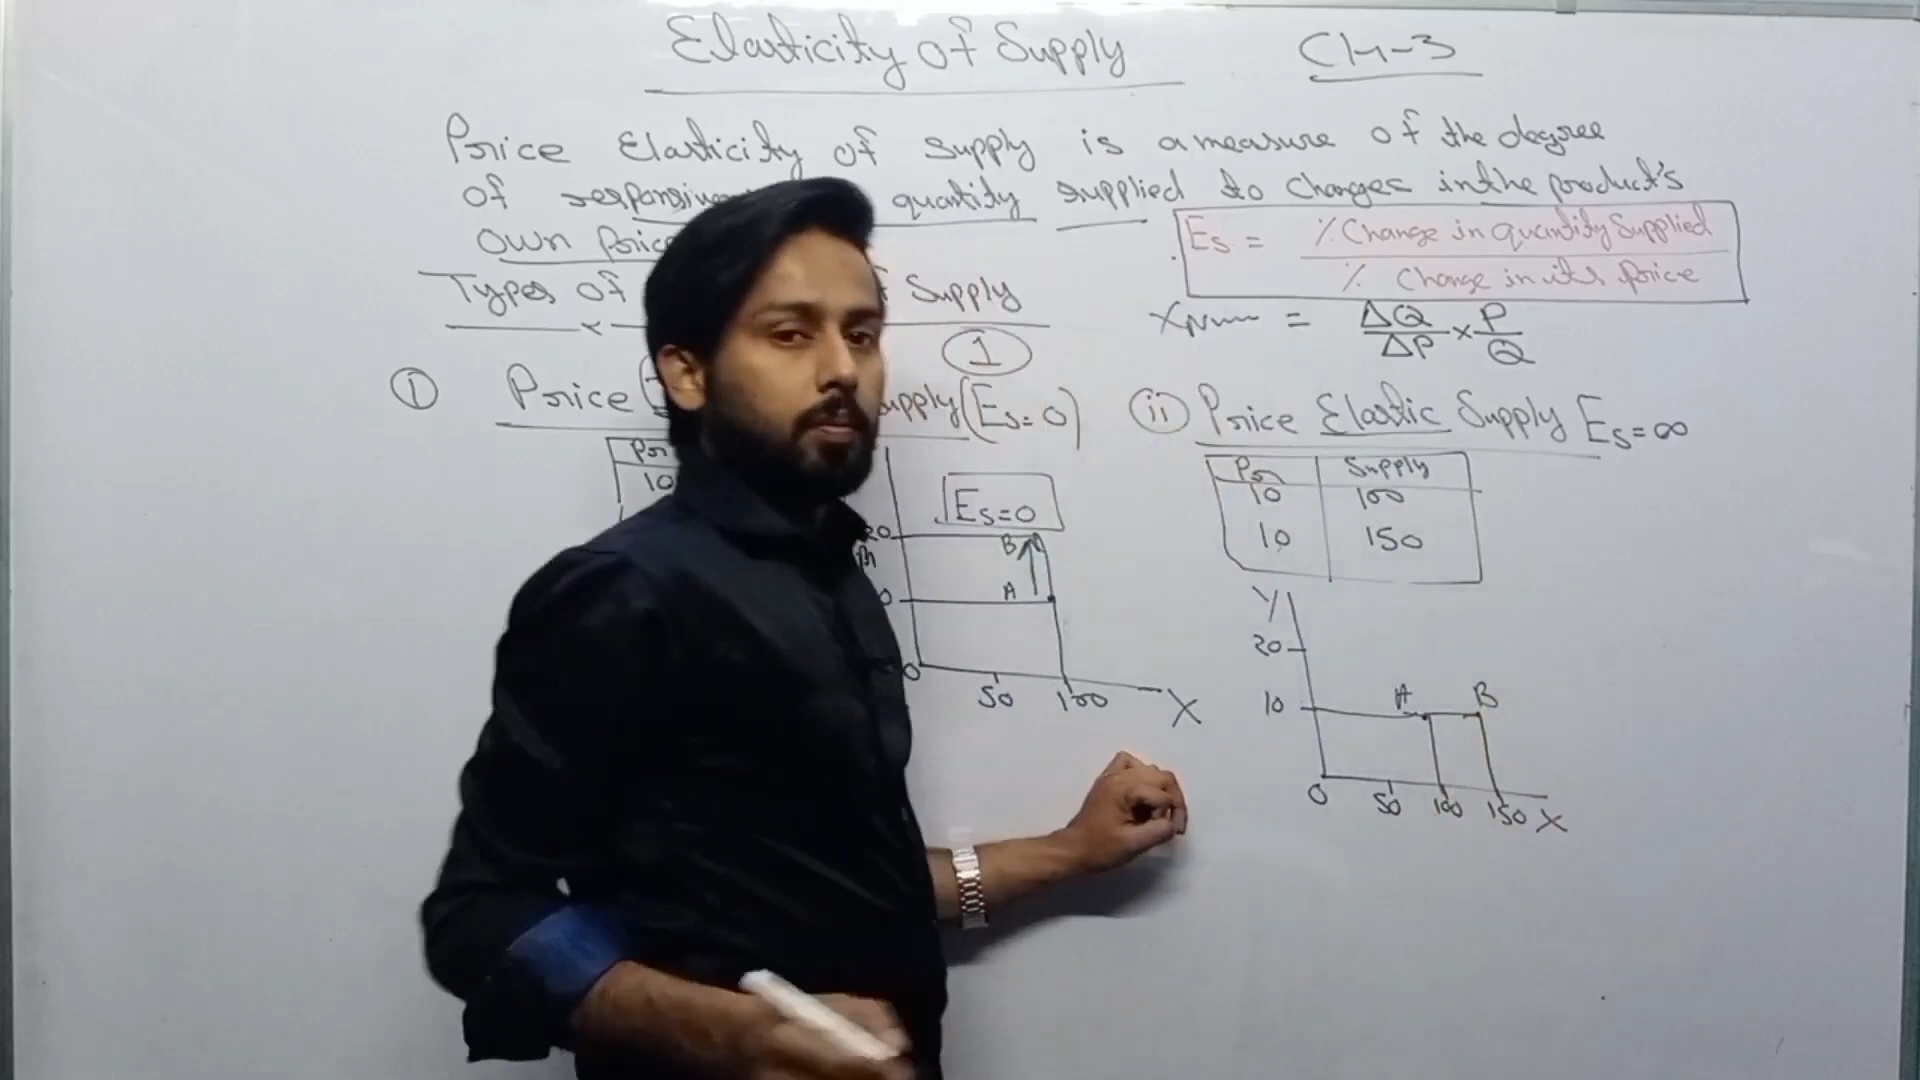 Elasticity of Supply
CH-3
Price Elasticity of supply is a measure of the degree
of quantity supplied to changes in the product's
own
Es = % Change in quantity Supplied
% Change in its price
Types of Supply
= ΔQ/ΔP × P/Q
1
i Price Supply (Es=0)
ii Price Elastic Supply Es=∞
10
Supply
10 100
10 150
Es=0
20 B
A
0 50 100 X
Y
20
10 A B
0 50 100 150 X